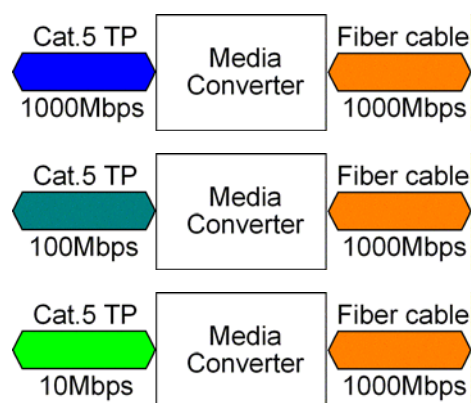 Cat.5 TP
Media
Converter
Fiber cable
1000Mbps
1000Mbps
Cat.5 TP
Media
Converter
Fiber cable
100Mbps
1000Mbps
Cat.5 TP
Media
Converter
Fiber cable
10Mbps
1000Mbps